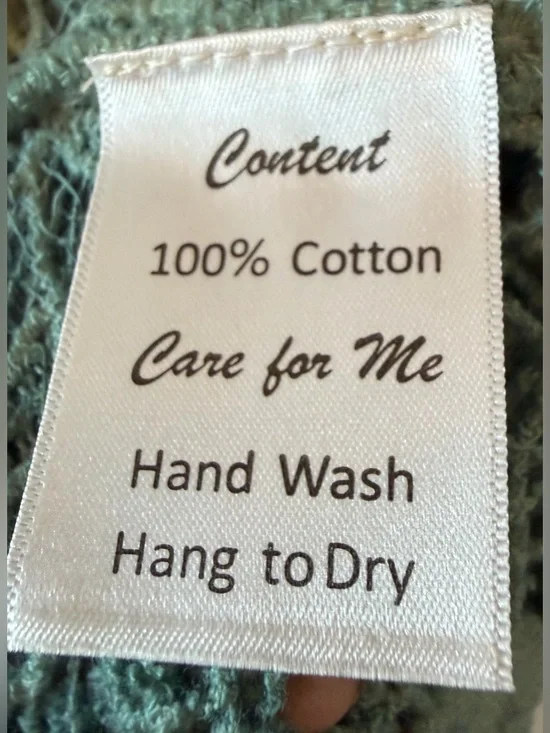 Content
100% Cotton
Care for Me
Hand Wash
Hang to Dry